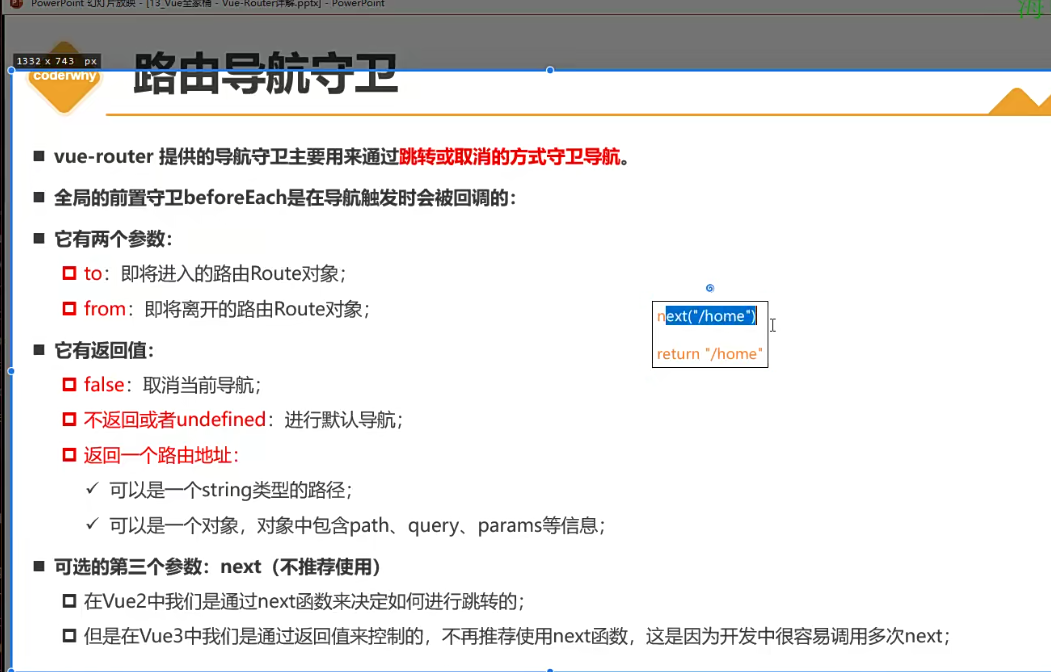 PowerPoint 幻灯片放映 - [13_Vue全家桶 - Vue-Router详解.pptx] - PowerPoint
海
1332 x 743 px
coderwhy
路由导航守卫
vue-router 提供的导航守卫主要用来通过跳转或取消的方式守卫导航。
全局的前置守卫beforeEach是在导航触发时会被回调的：
它有两个参数：
to：即将进入的路由Route对象；
from：即将离开的路由Route对象；
next("/home")
return "/home"
它有返回值：
false：取消当前导航；
不返回或者undefined：进行默认导航；
返回一个路由地址：
可以是一个string类型的路径；
可以是一个对象，对象中包含path、query、params等信息；
可选的第三个参数：next（不推荐使用）
在Vue2中我们是通过next函数来决定如何进行跳转的；
但是在Vue3中我们是通过返回值来控制的，不再推荐使用next函数，这是因为开发中很容易调用多次next；